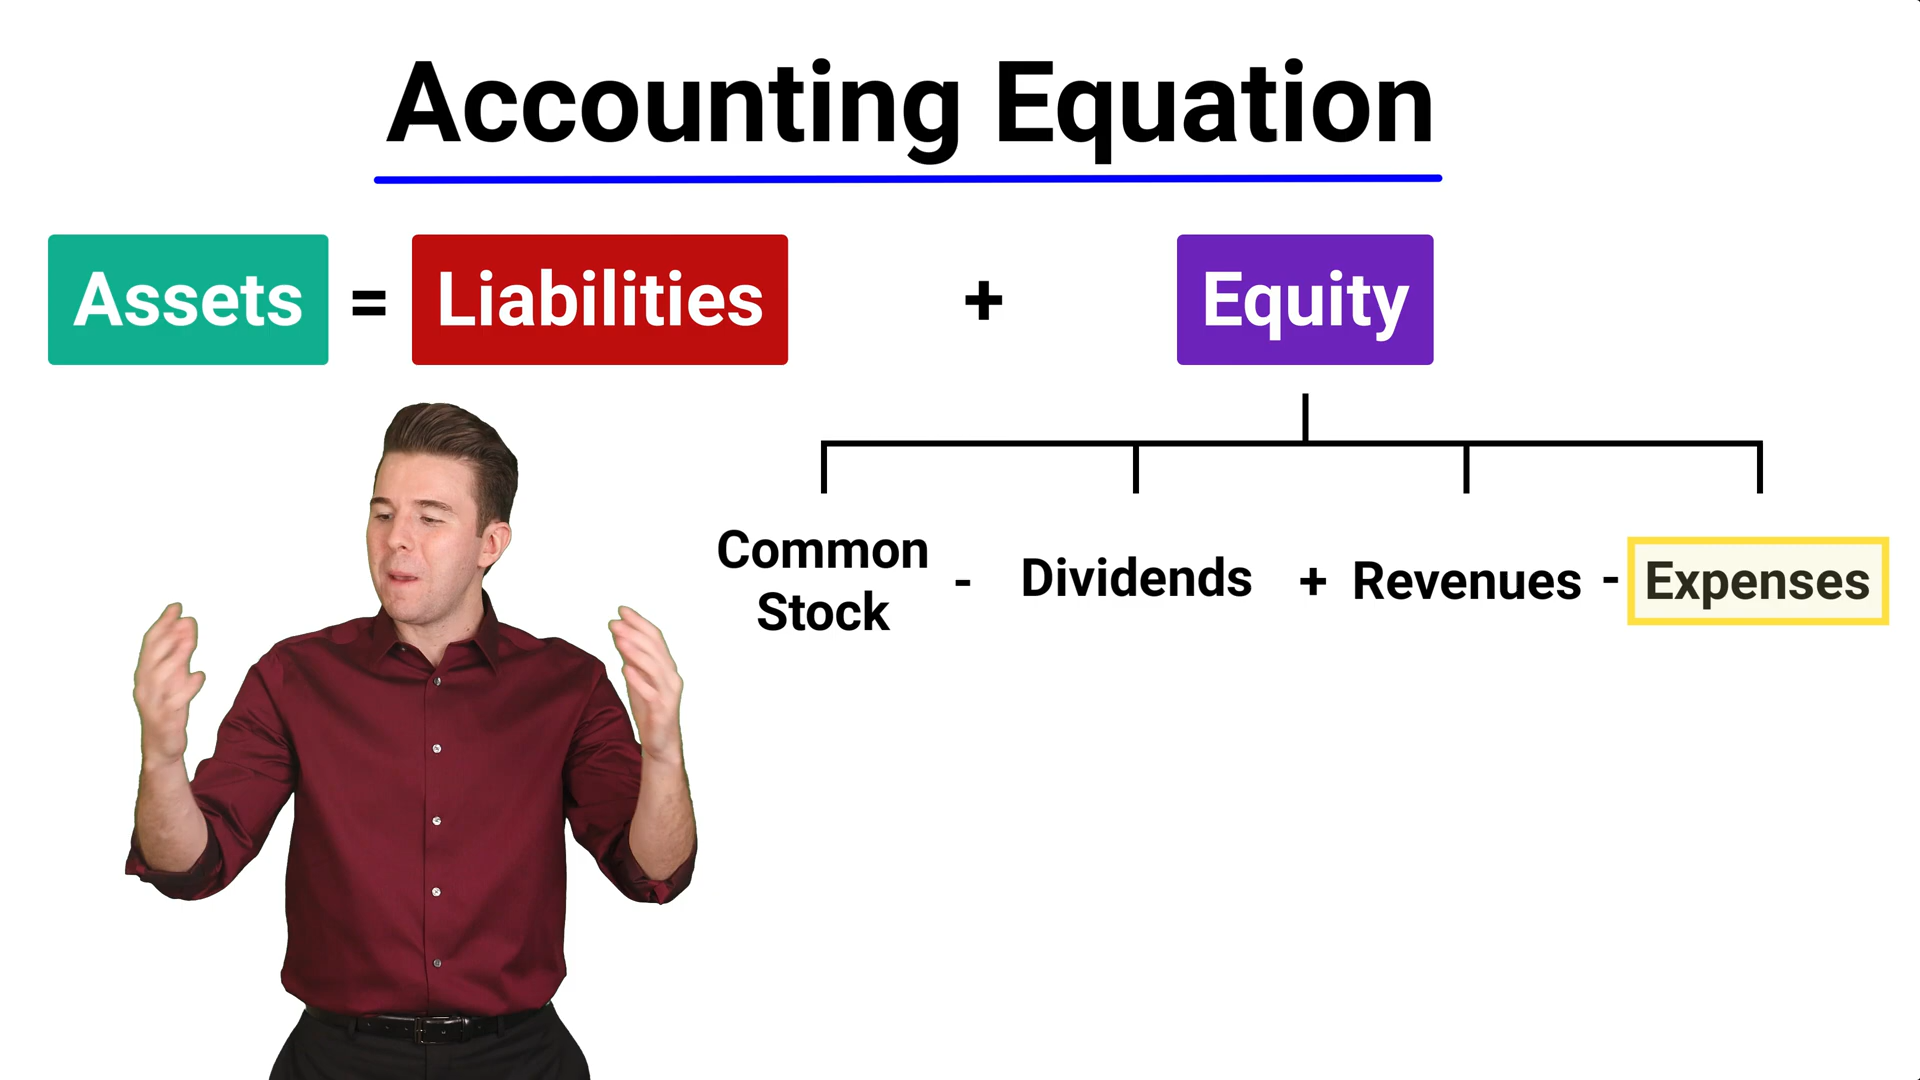 Accounting Equation
Assets = Liabilities + Equity
Common
Stock - Dividends + Revenues - Expenses